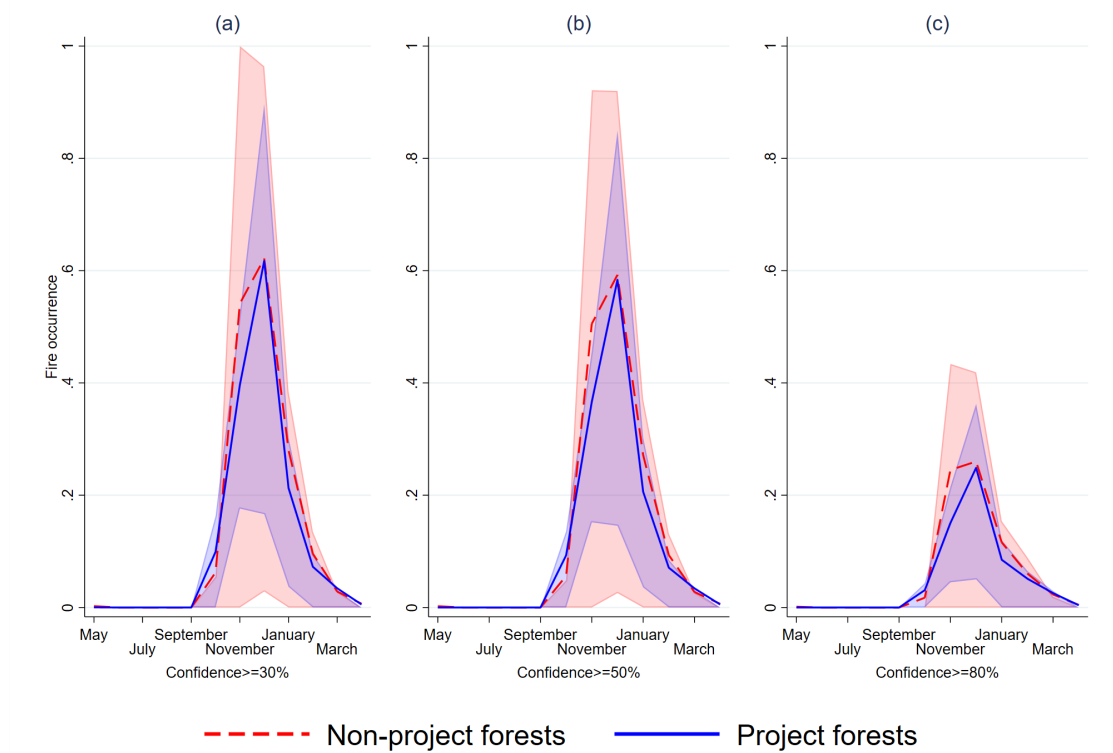 (a)
(b)
(c)
Fire occurrence
0
.2
.4
.6
.8
1
May
July
September
November
January
March
Confidence>=30%
0
.2
.4
.6
.8
1
May
July
September
November
January
March
Confidence>=50%
0
.2
.4
.6
.8
1
May
July
September
November
January
March
Confidence>=80%
Non-project forests
Project forests